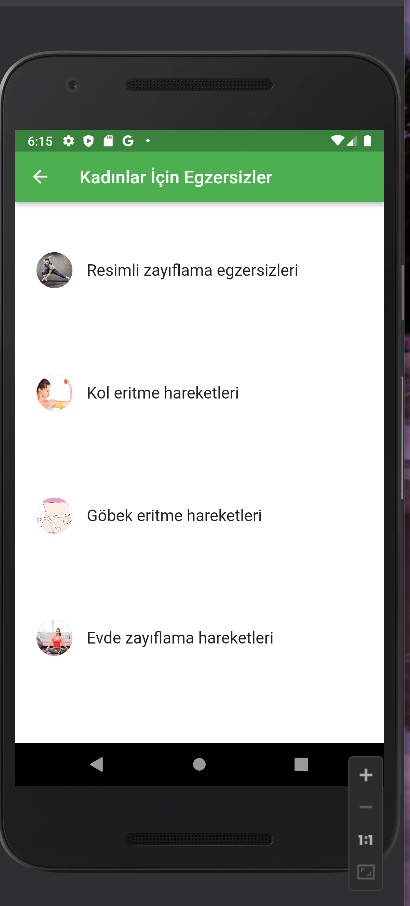 6:15 G
Kadınlar İçin Egzersizler
Resimli zayıflama egzersizleri
Kol eritme hareketleri
Göbek eritme hareketleri
Evde zayıflama hareketleri
1:1